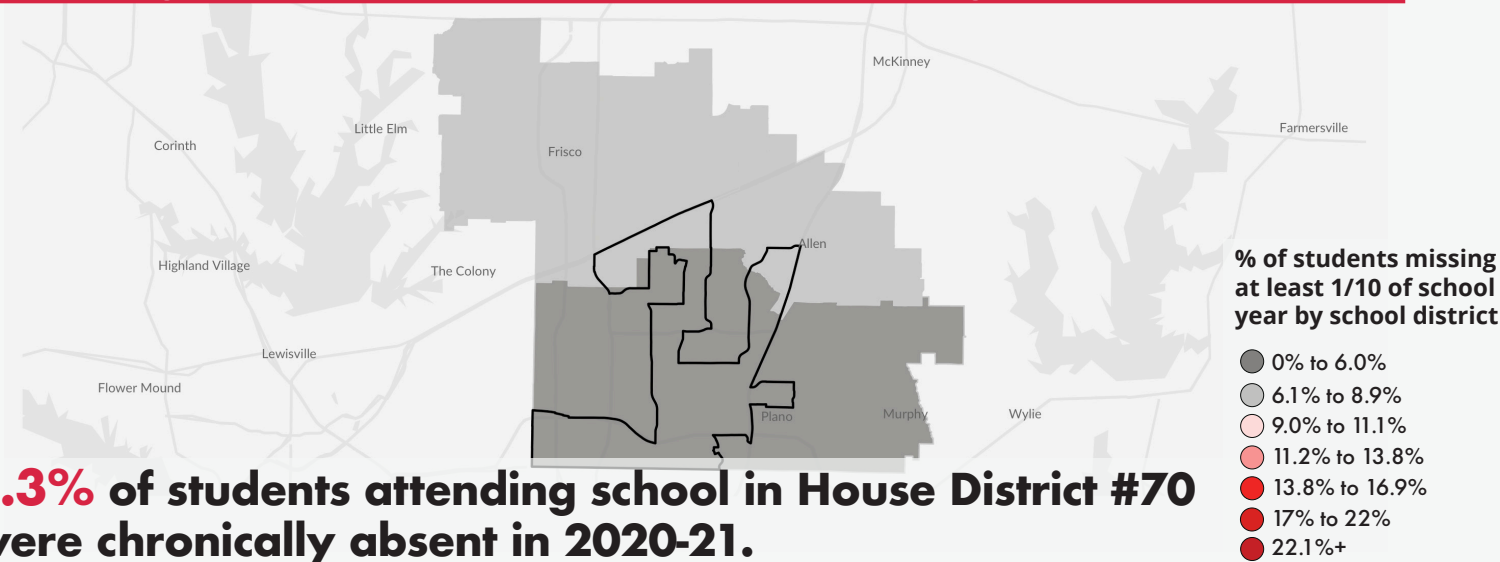 McKinney
Little Elm
Farmersville
Corinth
Frisco
Allen
Highland Village
The Colony
% of students missing
at least 1/10 of school
year by school district
Lewisville
0% to 6.0%
Flower Mound
6.1% to 8.9%
Plano
Murphy
Wylie
9.0% to 11.1%
11.2% to 13.8%
13.8% to 16.9%
17% to 22%
22.1%+
.3% of students attending school in House District #70
were chronically absent in 2020-21.